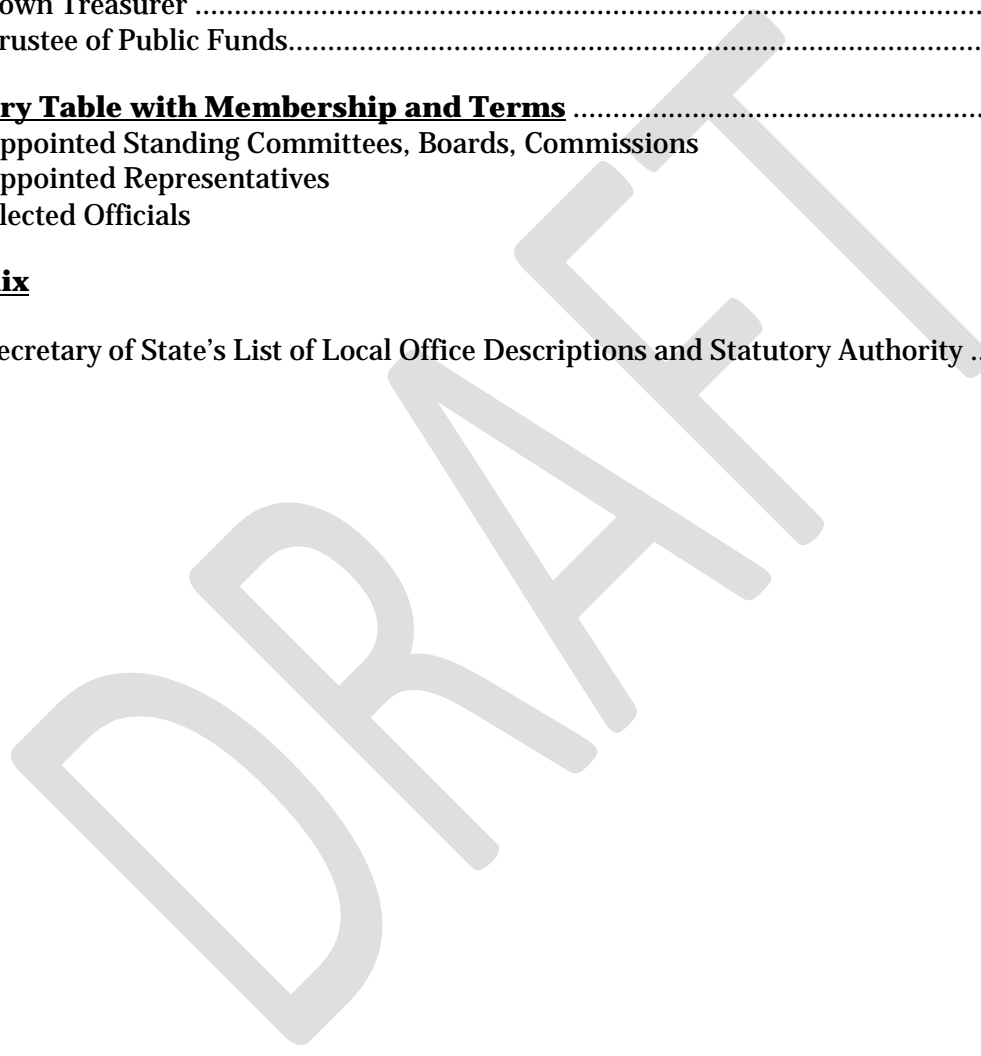 own Treasurer ........................................................................................................
rustee of Public Funds..........................................................................................
ry Table with Membership and Terms ......................................................
ppointed Standing Committees, Boards, Commissions
ppointed Representatives
lected Officials
ix
ecretary of State’s List of Local Office Descriptions and Statutory Authority ..
DRAFT